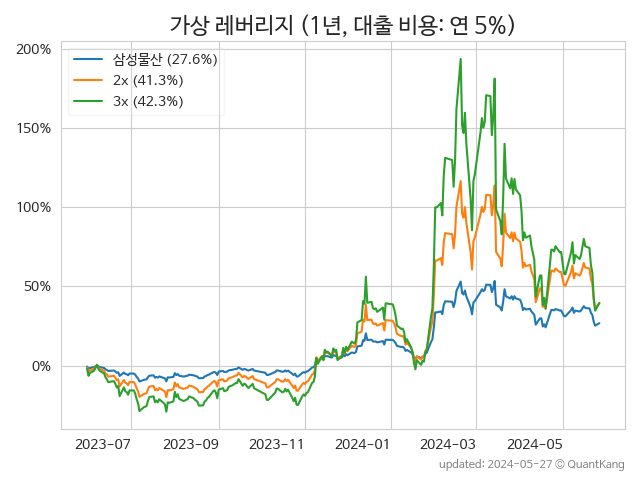 가상 레버리지 (1년, 대출 비용: 연 5%)
200%
150%
100%
50%
0%
삼성물산 (27.6%)
2x (41.3%)
3x (42.3%)
2023-07 2023-09 2023-11 2024-01 2024-03 2024-05
updated: 2024-05-27 © QuantKang